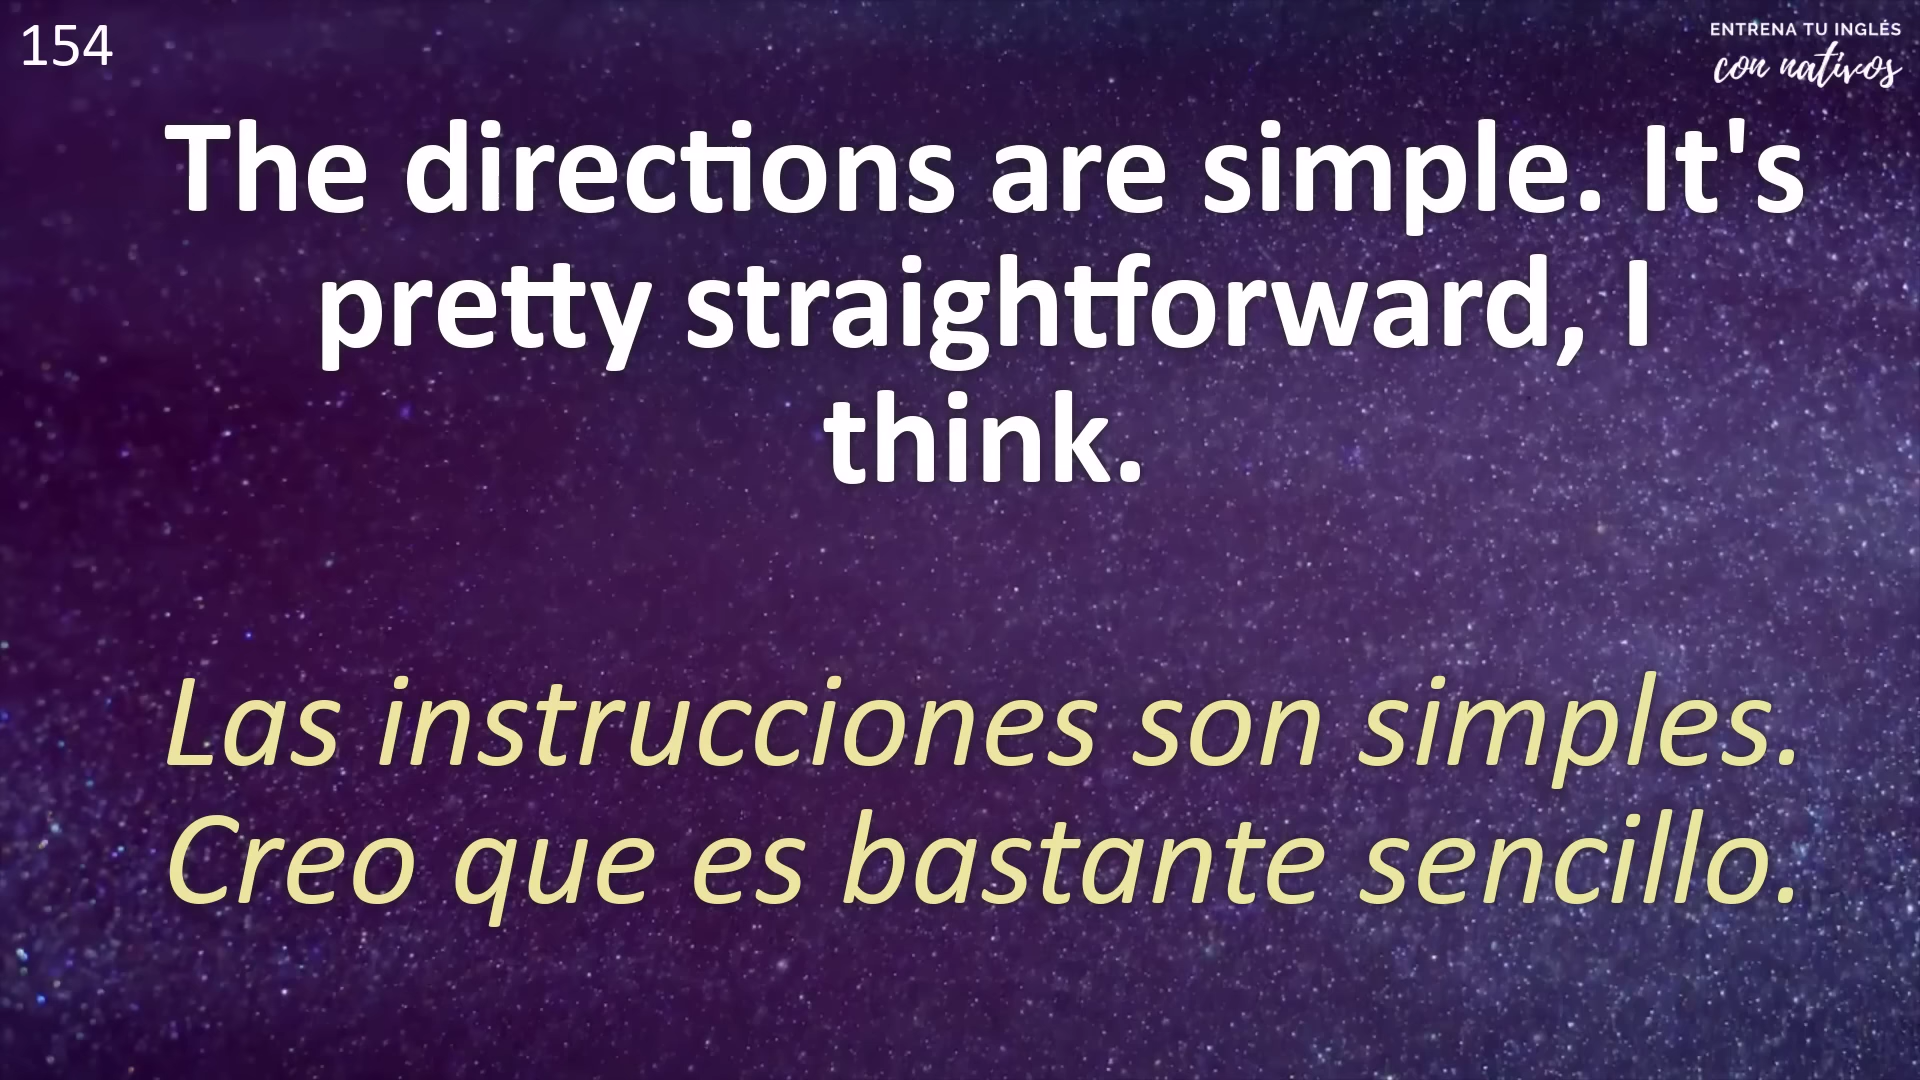 154
ENTRENA TU INGLÉS
con nativos
The directions are simple. It's
pretty straightforward, I
think.
Las instrucciones son simples.
Creo que es bastante sencillo.